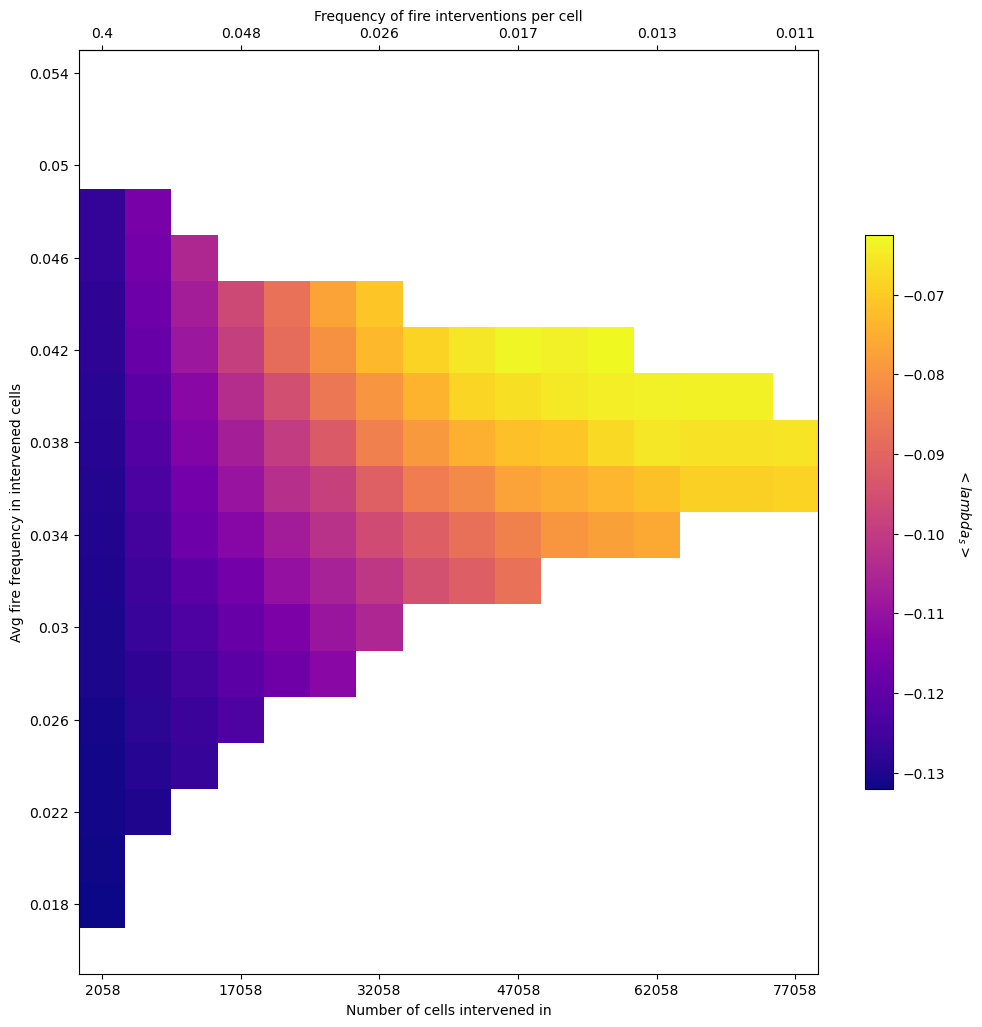 Frequency of fire interventions per cell
0.4 0.048 0.026 0.017 0.013 0.011
0.054
0.05
0.046
0.042
0.038
0.034
0.03
0.026
0.022
0.018
Avg fire frequency in intervened cells
2058 17058 32058 47058 62058 77058
Number of cells intervened in
−0.07
−0.08
−0.09
−0.10
−0.11
−0.12
−0.13
<lambda_s>